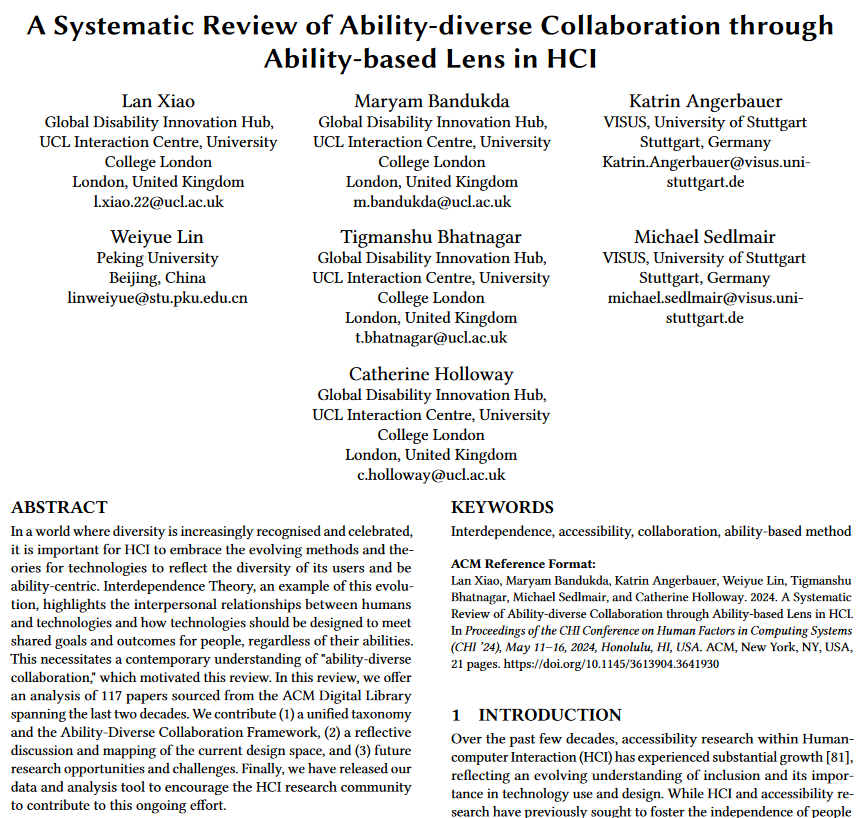 A Systematic Review of Ability-diverse Collaboration through
Ability-based Lens in HCI
Lan Xiao
Global Disability Innovation Hub,
UCL Interaction Centre, University
College London
London, United Kingdom
l.xiao.22@ucl.ac.uk
Maryam Bandukda
Global Disability Innovation Hub,
UCL Interaction Centre, University
College London
London, United Kingdom
m.bandukda@ucl.ac.uk
Katrin Angerbauer
VISUS, University of Stuttgart
Stuttgart, Germany
Katrin.Angerbauer@visus.uni-
stuttgart.de
Weiyue Lin
Peking University
Beijing, China
linweiyue@stu.pku.edu.cn
Tigmanshu Bhatnagar
Global Disability Innovation Hub,
UCL Interaction Centre, University
College London
London, United Kingdom
t.bhatnagar@ucl.ac.uk
Michael Sedlmair
VISUS, University of Stuttgart
Stuttgart, Germany
michael.sedlmair@visus.uni-
stuttgart.de
Catherine Holloway
Global Disability Innovation Hub,
UCL Interaction Centre, University
College London
London, United Kingdom
c.holloway@ucl.ac.uk
ABSTRACT
In a world where diversity is increasingly recognised and celebrated,
it is important for HCI to embrace the evolving methods and the-
ories for technologies to reflect the diversity of its users and be
ability-centric. Interdependence Theory, an example of this evolu-
tion, highlights the interpersonal relationships between humans
and technologies and how technologies should be designed to meet
shared goals and outcomes for people, regardless of their abilities.
This necessitates a contemporary understanding of "ability-diverse
collaboration," which motivated this review. In this review, we offer
an analysis of 117 papers sourced from the ACM Digital Library
spanning the last two decades. We contribute (1) a unified taxonomy
and the Ability-Diverse Collaboration Framework, (2) a reflective
discussion and mapping of the current design space, and (3) future
research opportunities and challenges. Finally, we have released our
data and analysis tool to encourage the HCI research community
to contribute to this ongoing effort.
KEYWORDS
Interdependence, accessibility, collaboration, ability-based method
ACM Reference Format:
Lan Xiao, Maryam Bandukda, Katrin Angerbauer, Weiyue Lin, Tigmanshu
Bhatnagar, Michael Sedlmair, and Catherine Holloway. 2024. A Systematic
Review of Ability-diverse Collaboration through Ability-based Lens in HCI.
In Proceedings of the CHI Conference on Human Factors in Computing Systems
(CHI '24), May 11–16, 2024, Honolulu, HI, USA. ACM, New York, NY, USA,
21 pages. https://doi.org/10.1145/3613904.3641930
1 INTRODUCTION
Over the past few decades, accessibility research within Human-
computer Interaction (HCI) has experienced substantial growth [81],
reflecting an evolving understanding of inclusion and its impor-
tance in technology use and design. While HCI and accessibility re-
search have previously sought to foster the independence of people